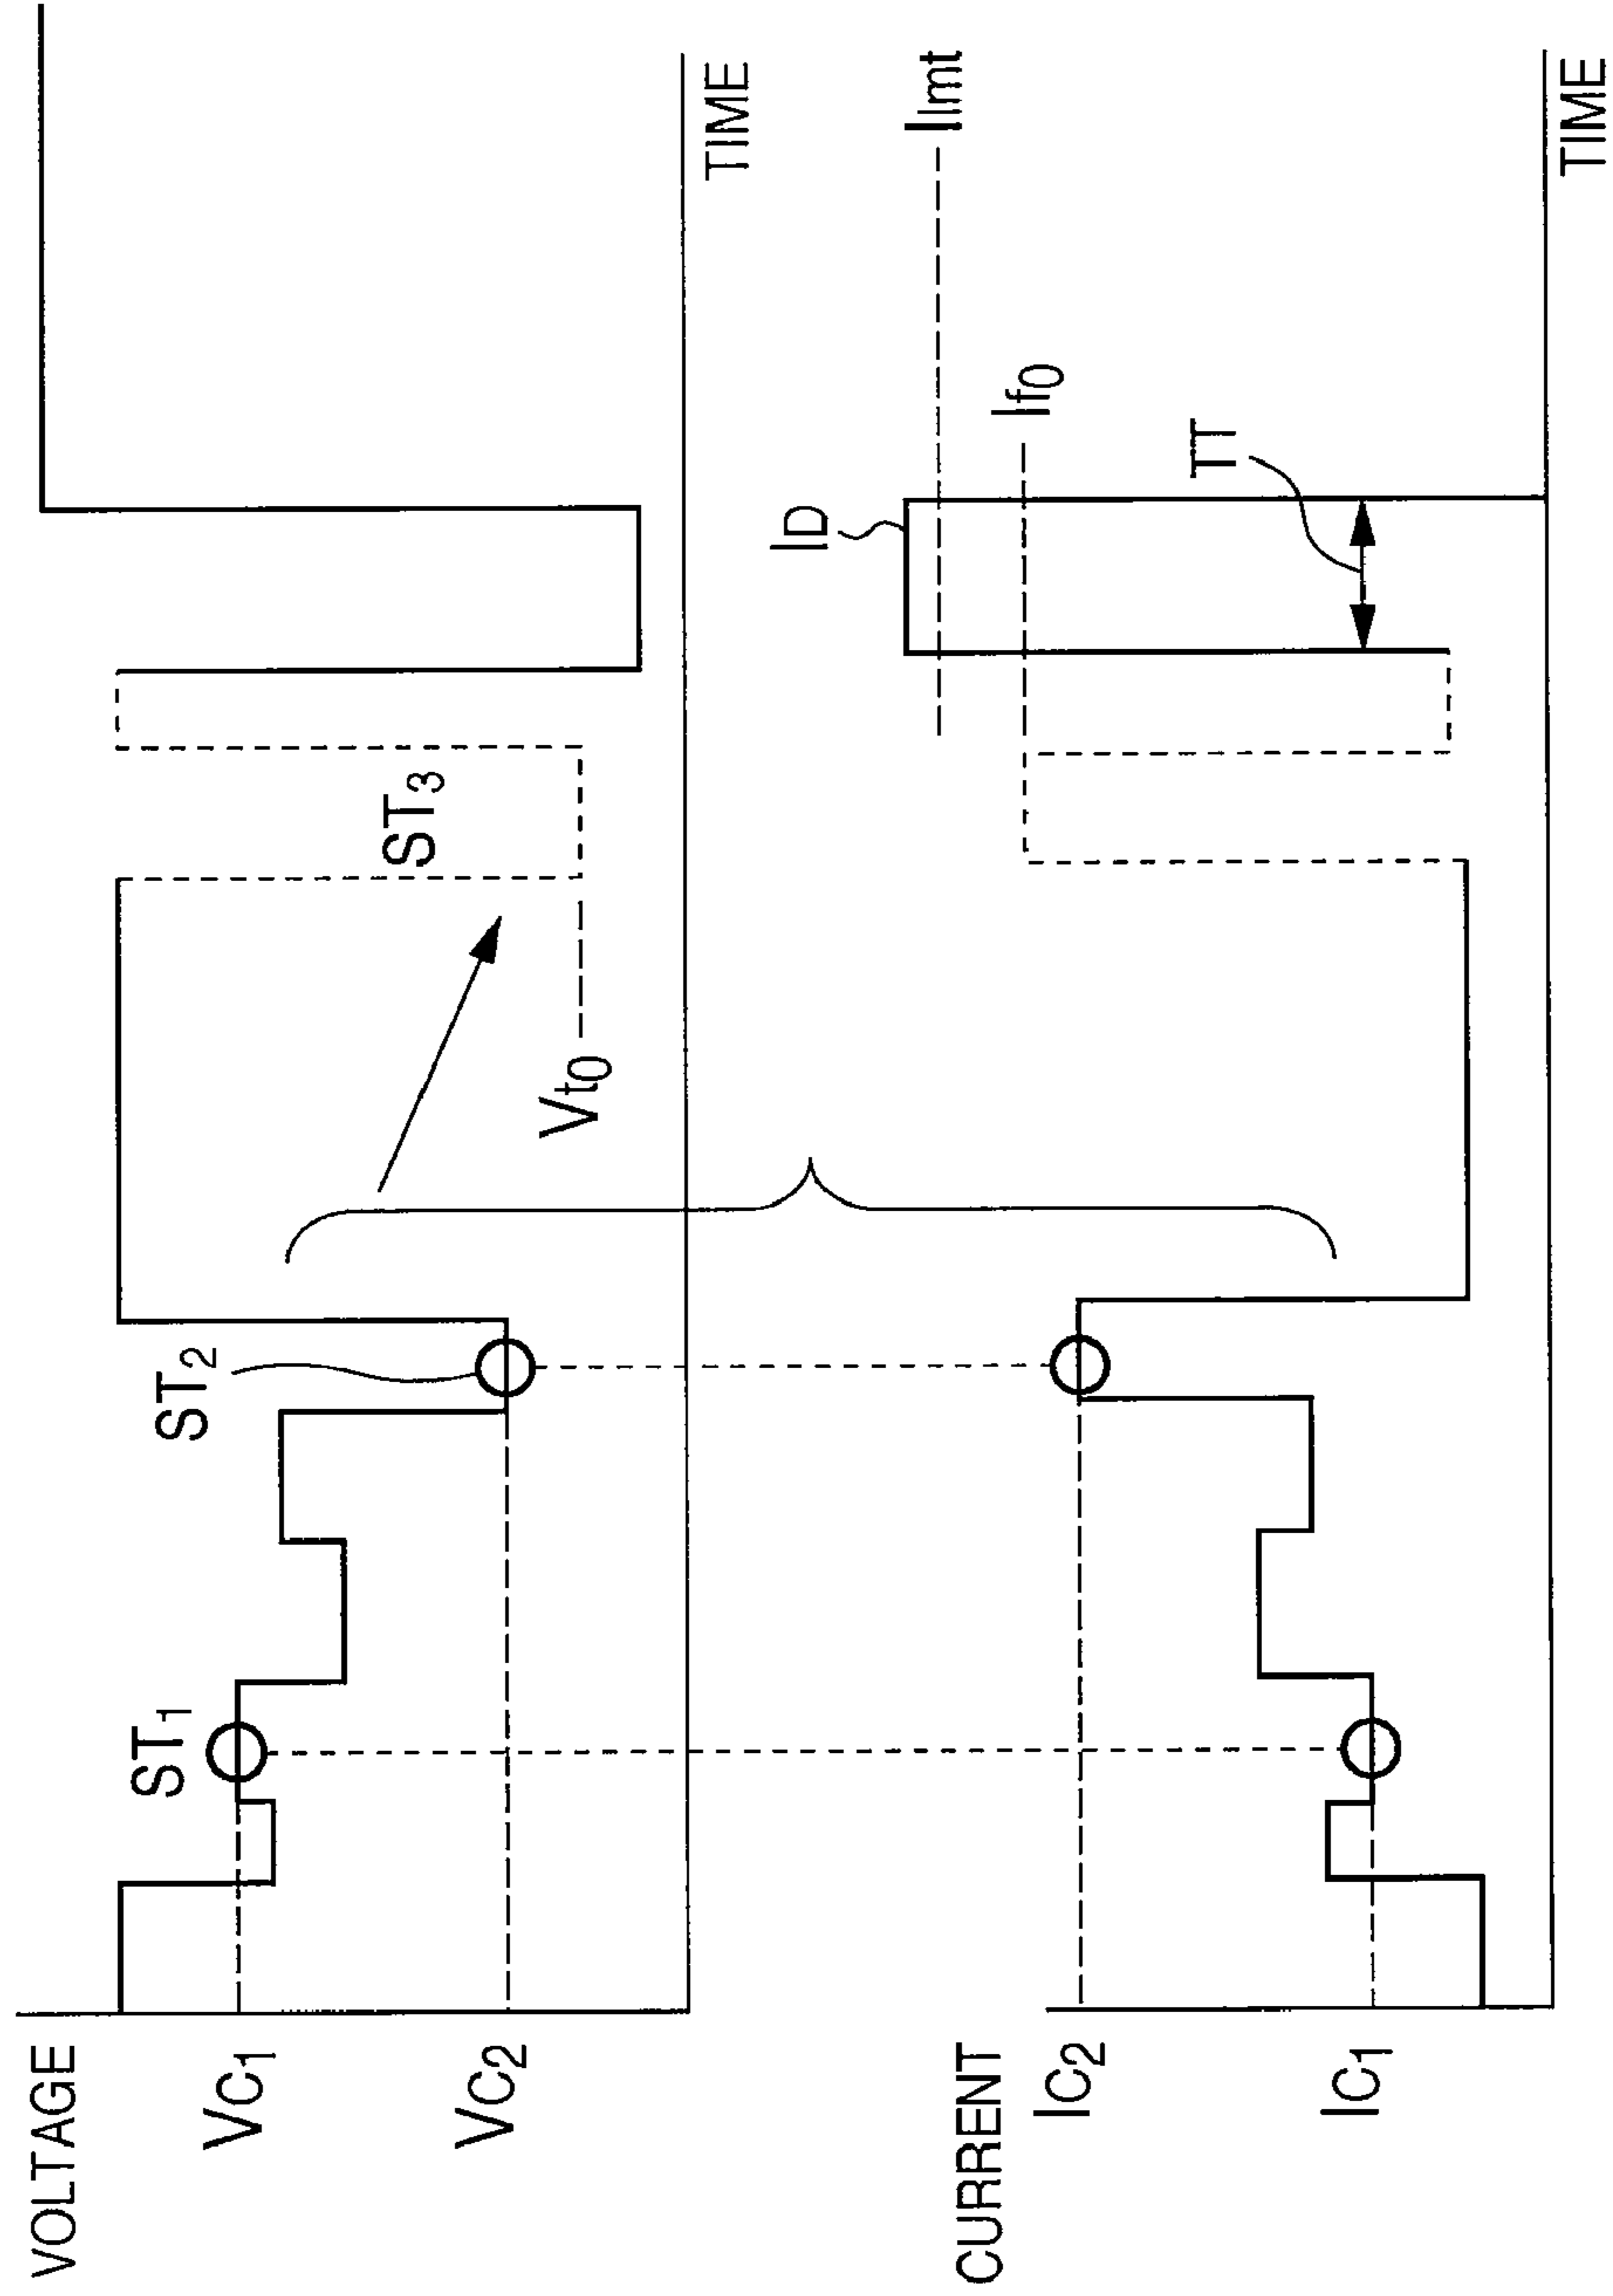 VOLTAGE
VC1
VC2
ST1
ST2
ST3
Vt0
TIME
CURRENT
IC2
IC1
ID
Ilmt
If0
TT
TIME